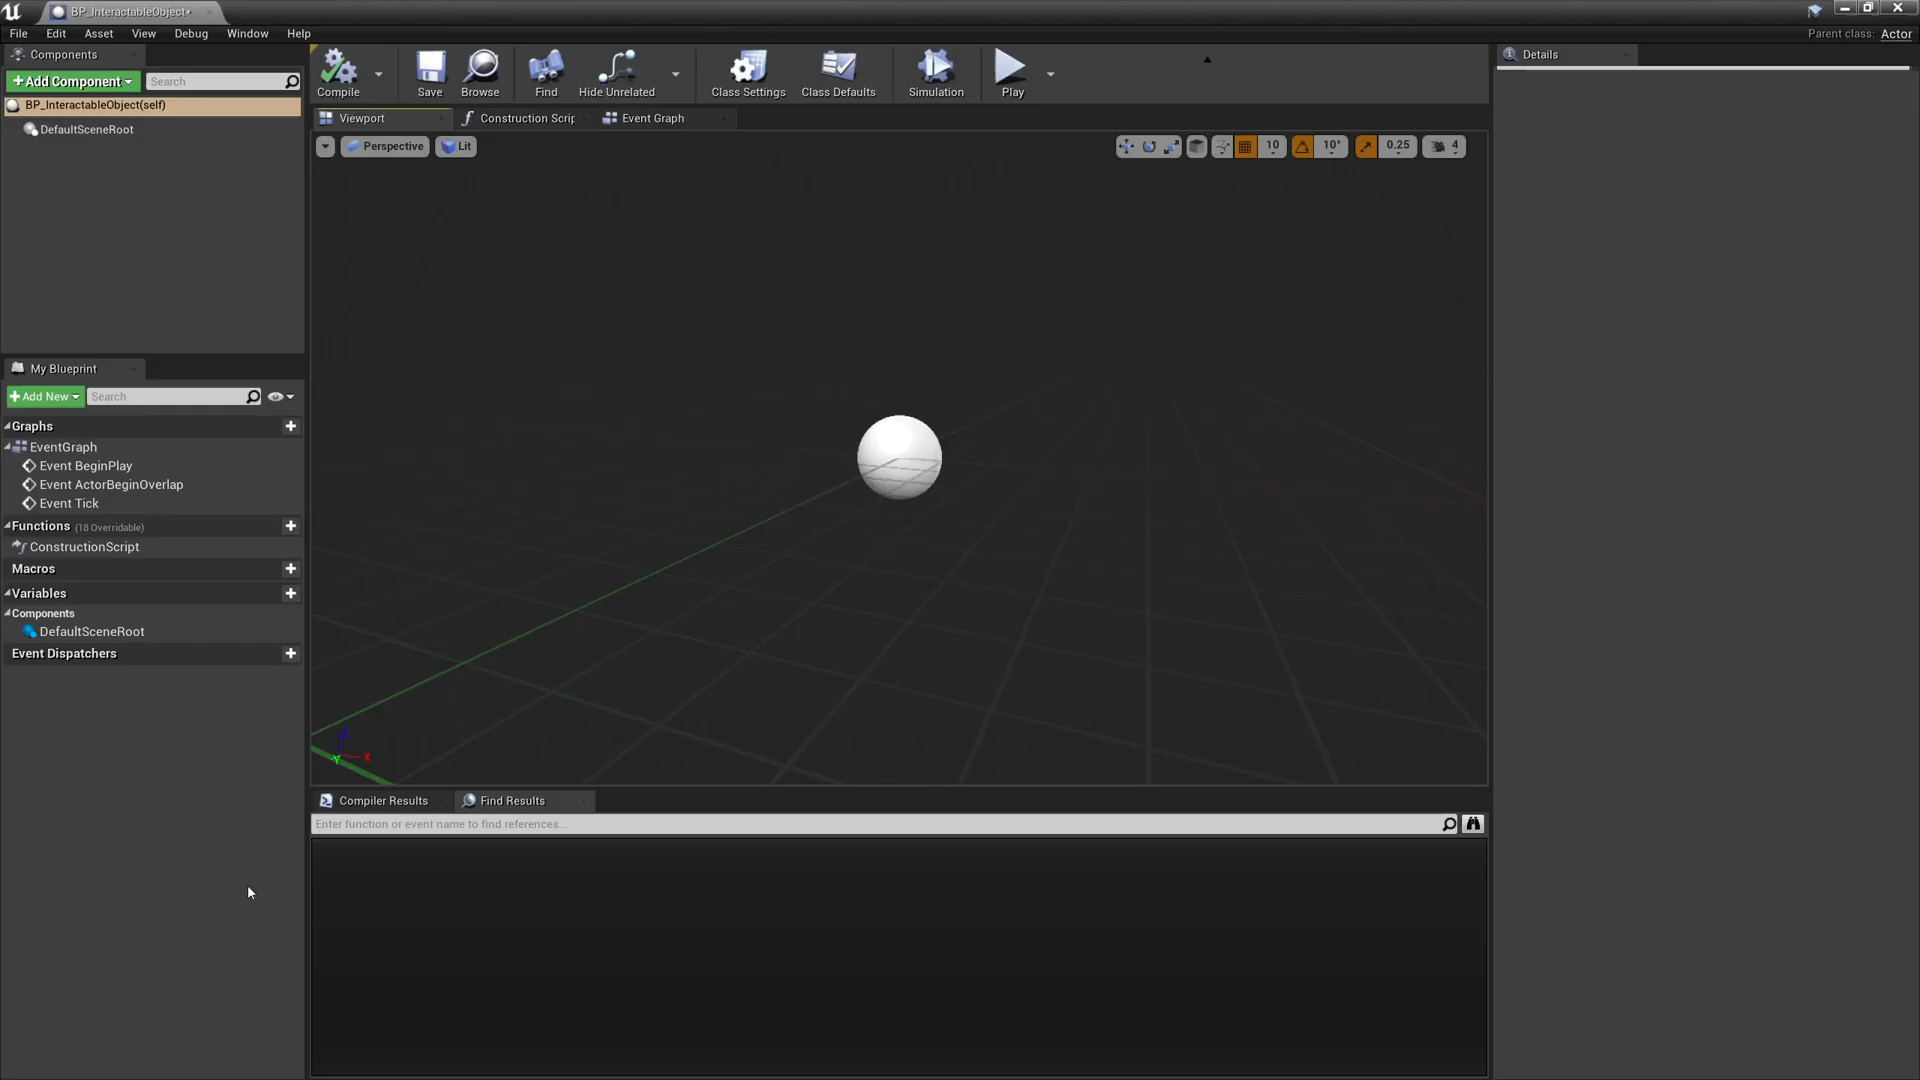 BP_InteractableObject*
File Edit Asset View Debug Window Help
Parent class: Actor
Components
+Add Component
Search
BP_InteractableObject(self)
DefaultSceneRoot
Compile
Save
Browse
Find
Hide Unrelated
Class Settings
Class Defaults
Simulation
Play
Details
Viewport
Construction Scrip
Event Graph
Perspective
Lit
10
10°
0.25
4
My Blueprint
+Add New
Search
Graphs
EventGraph
Event BeginPlay
Event ActorBeginOverlap
Event Tick
Functions (18 Overridable)
ConstructionScript
Macros
Variables
Components
DefaultSceneRoot
Event Dispatchers
Z
X
Y
Compiler Results
Find Results
Enter function or event name to find references...